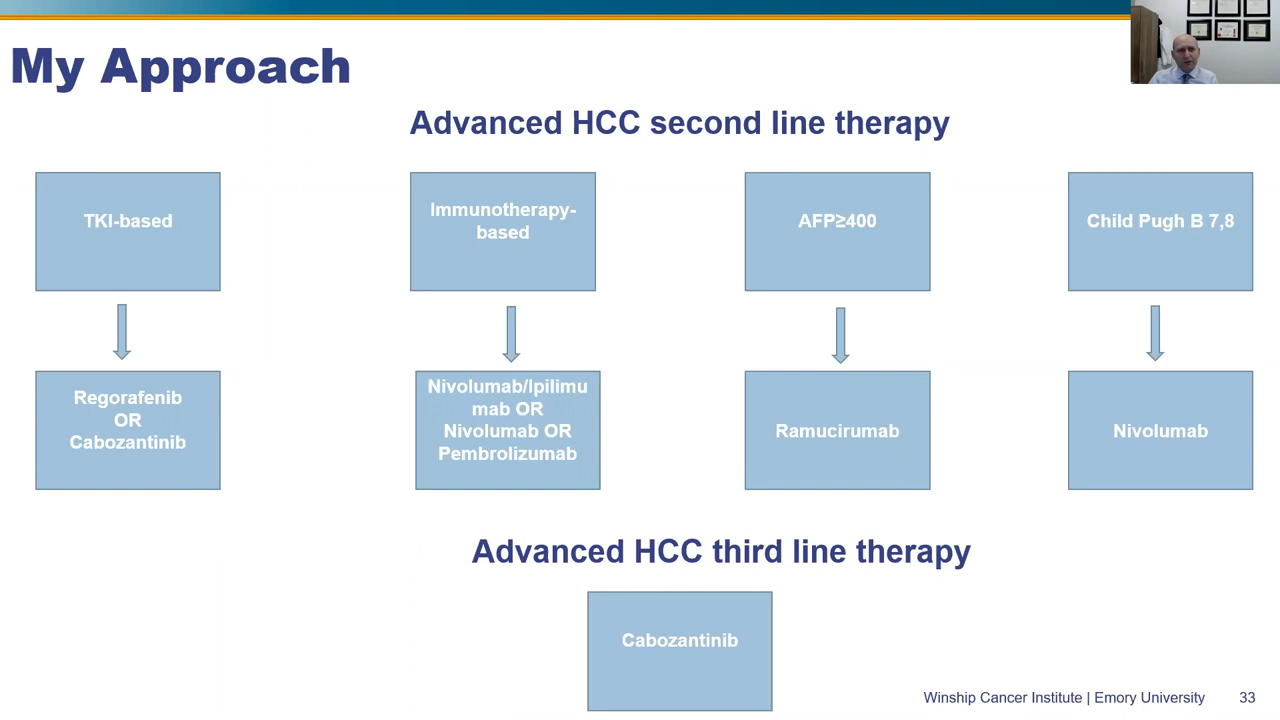 My Approach
Advanced HCC second line therapy
TKI-based
Immunotherapy-
based
AFP≥400
Child Pugh B 7,8
Regorafenib
OR
Cabozantinib
Nivolumab/Ipilimu
mab OR
Nivolumab OR
Pembrolizumab
Ramucirumab
Nivolumab
Advanced HCC third line therapy
Cabozantinib
Winship Cancer Institute | Emory University
33